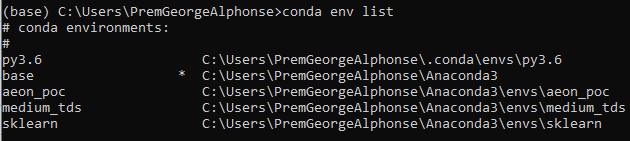 (base) C:\Users\PremGeorgeAlphonse>conda env list
# conda environments:
#
py3.6                    C:\Users\PremGeorgeAlphonse\.conda\envs\py3.6
base                  *  C:\Users\PremGeorgeAlphonse\Anaconda3
aeon_poc                 C:\Users\PremGeorgeAlphonse\Anaconda3\envs\aeon_poc
medium_tds               C:\Users\PremGeorgeAlphonse\Anaconda3\envs\medium_tds
sklearn                  C:\Users\PremGeorgeAlphonse\Anaconda3\envs\sklearn